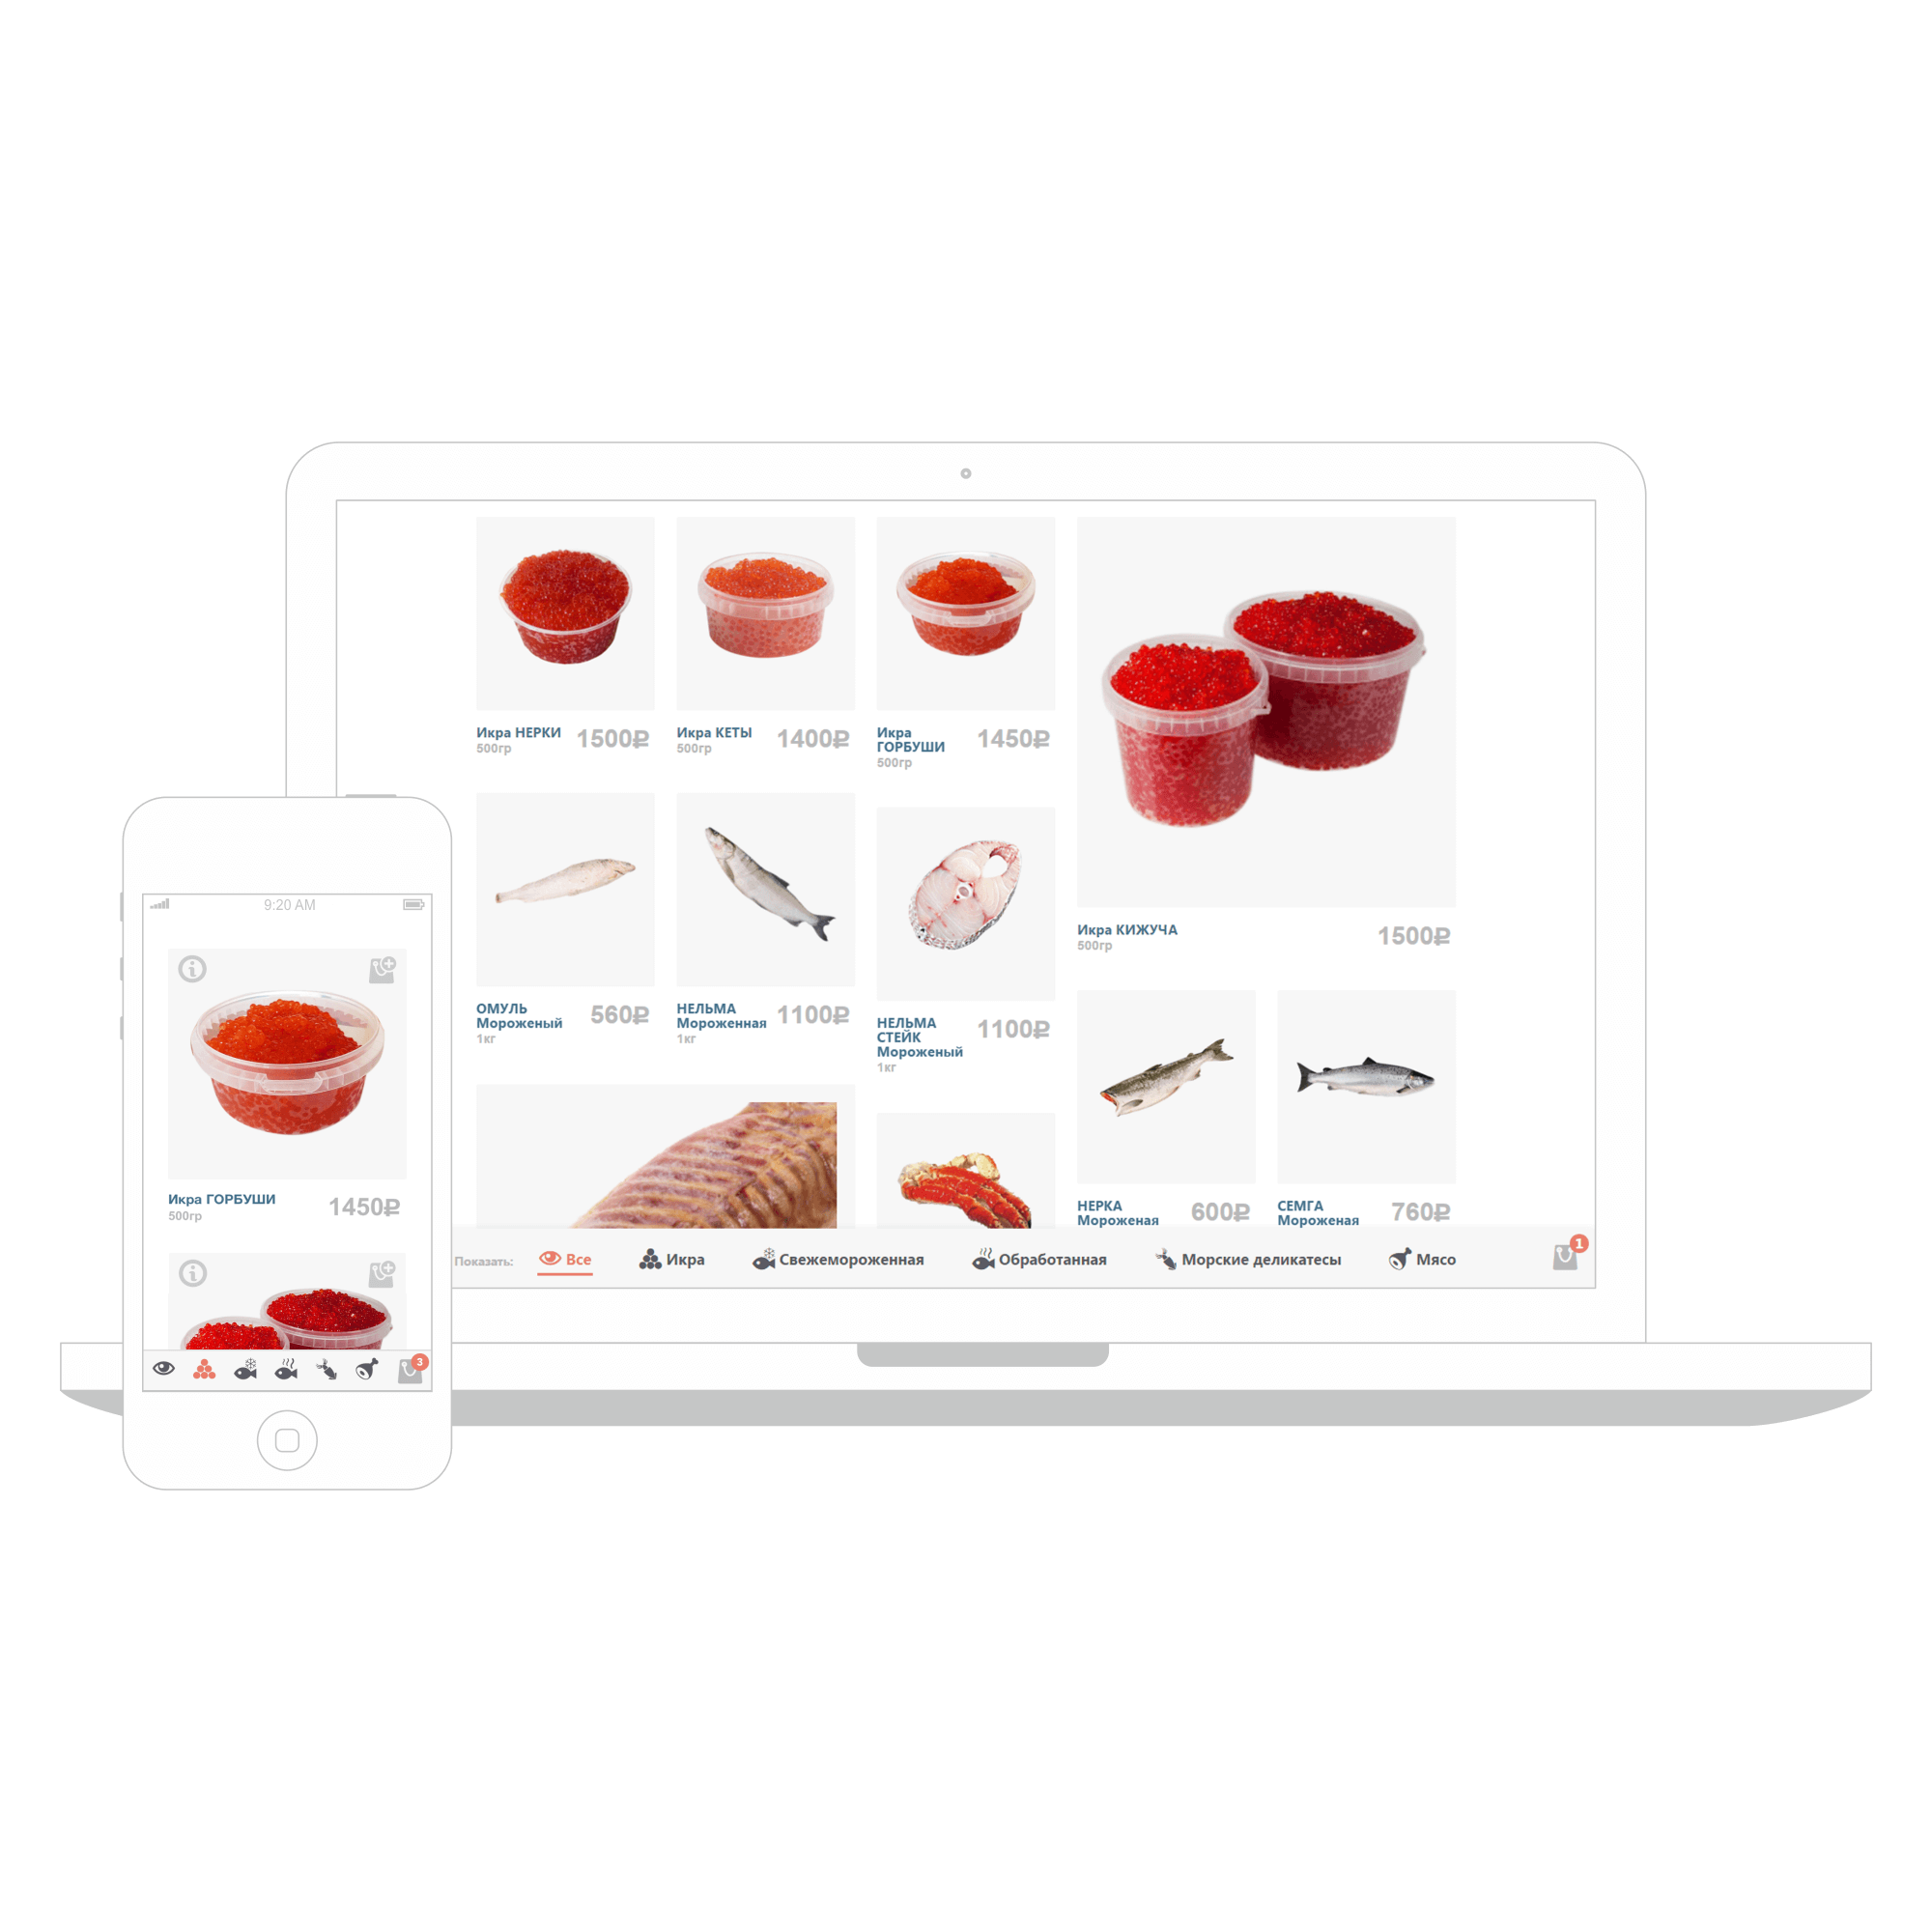 Икра НЕРКИ
500гр
1500₽
Икра КЕТЫ
500гр
1400₽
Икра
ГОРБУШИ
500гр
1450₽
Икра КИЖУЧА
500гр
1500₽
ОМУЛЬ
Мороженый
1кг
560₽
НЕЛЬМА
Мороженная
1кг
1100₽
НЕЛЬМА
СТЕЙК
Мороженый
1кг
1100₽
НЕРКА
Мороженая
600₽
СЕМГА
Мороженая
760₽
Показать:
Все
Икра
Свежемороженная
Обработанная
Морские деликатесы
Мясо
1
9:20 AM
Икра ГОРБУШИ
500гр
1450₽
3